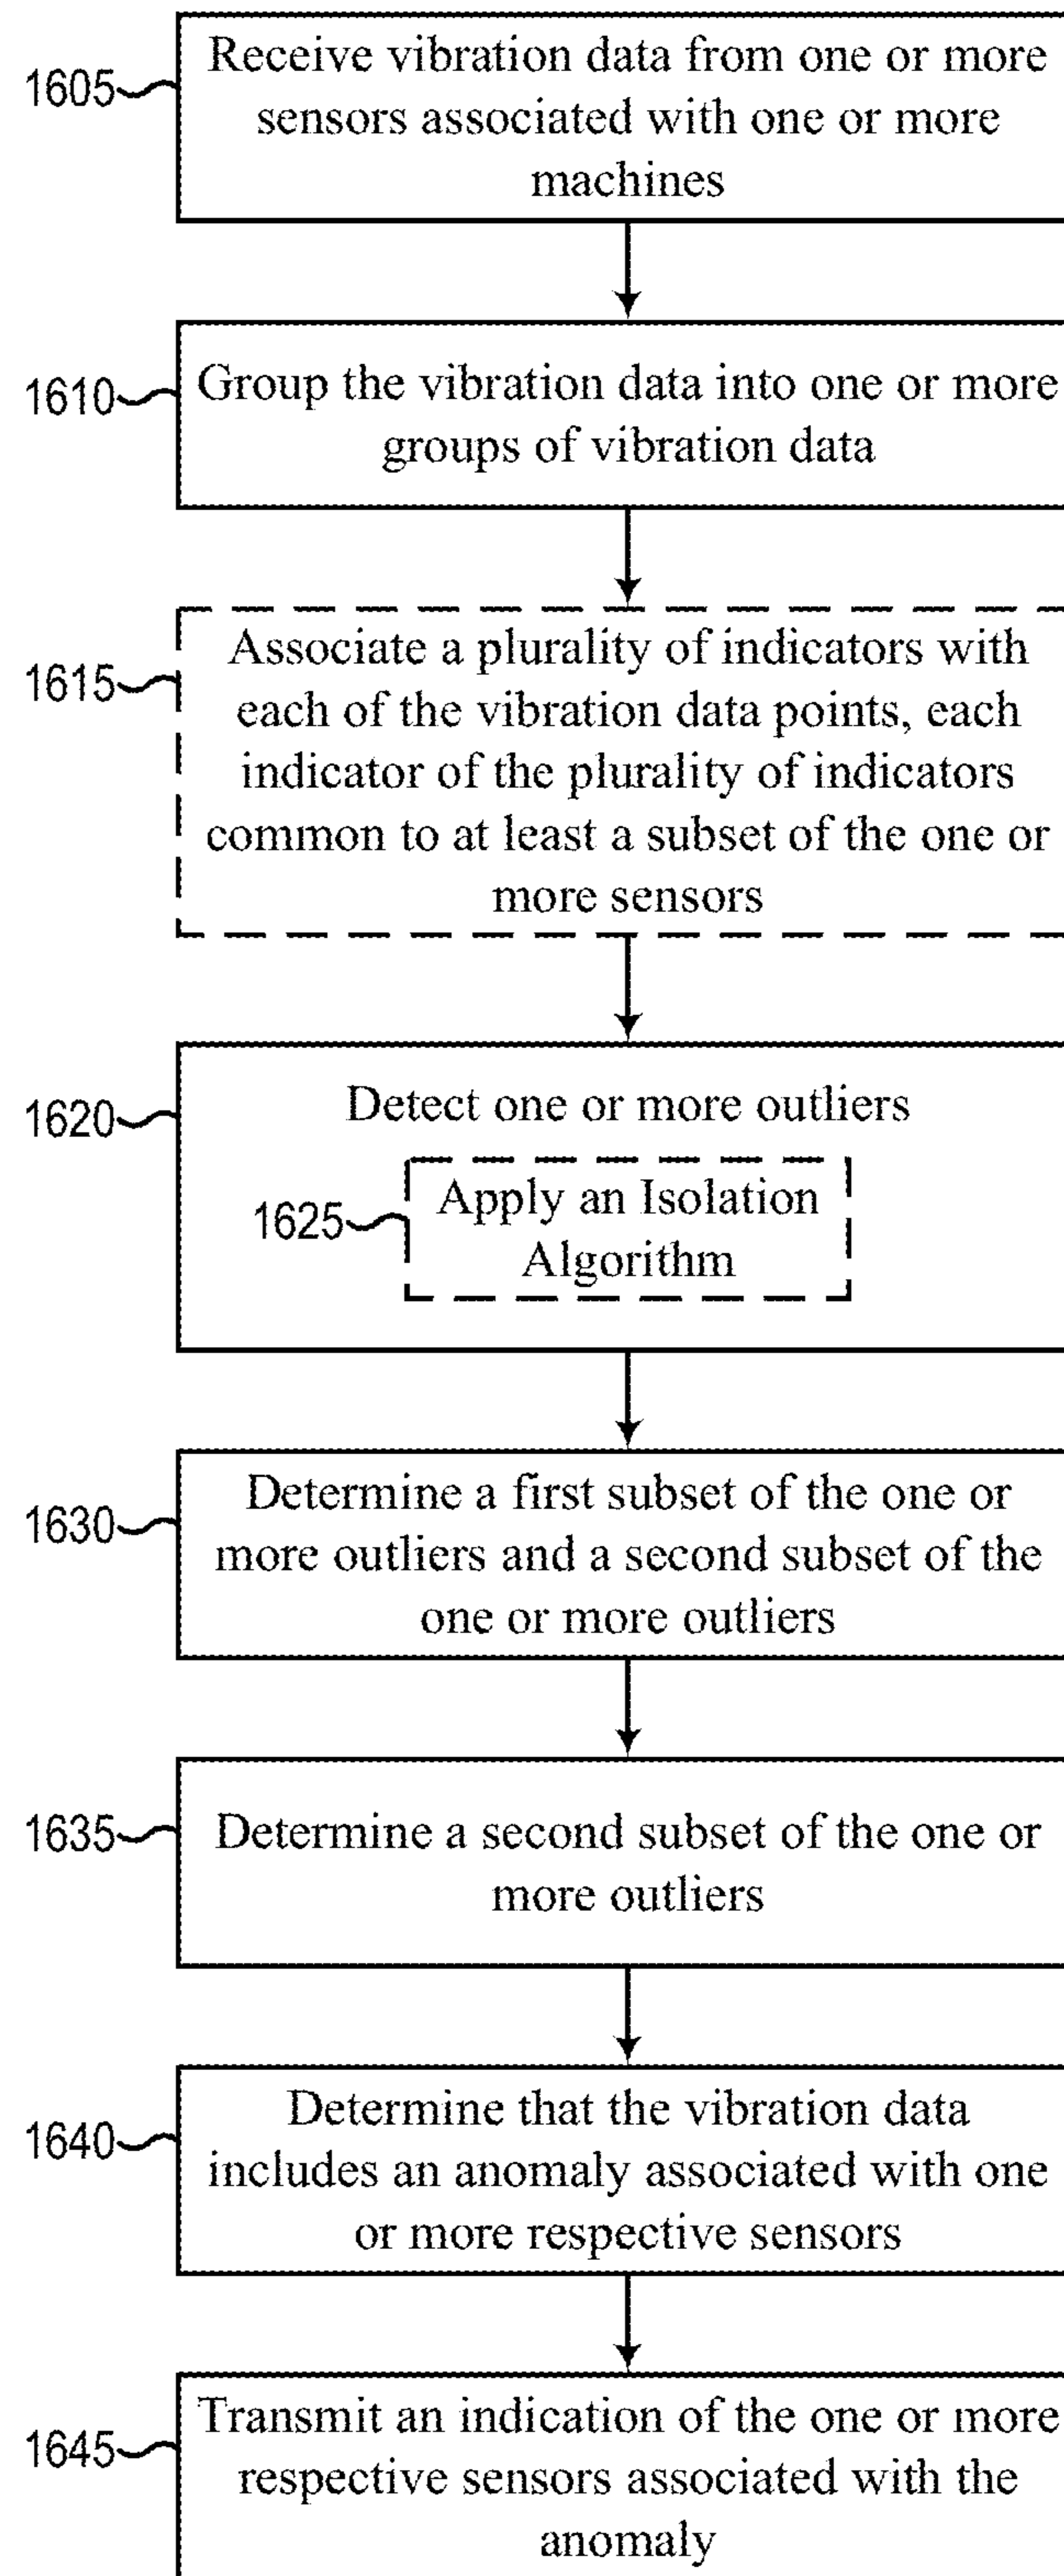 1605
Receive vibration data from one or more
sensors associated with one or more
machines
1610
Group the vibration data into one or more
groups of vibration data
1615
Associate a plurality of indicators with
each of the vibration data points, each
indicator of the plurality of indicators
common to at least a subset of the one or
more sensors
1620
Detect one or more outliers
1625
Apply an Isolation
Algorithm
1630
Determine a first subset of the one or
more outliers and a second subset of the
one or more outliers
1635
Determine a second subset of the one or
more outliers
1640
Determine that the vibration data
includes an anomaly associated with one
or more respective sensors
1645
Transmit an indication of the one or more
respective sensors associated with the
anomaly